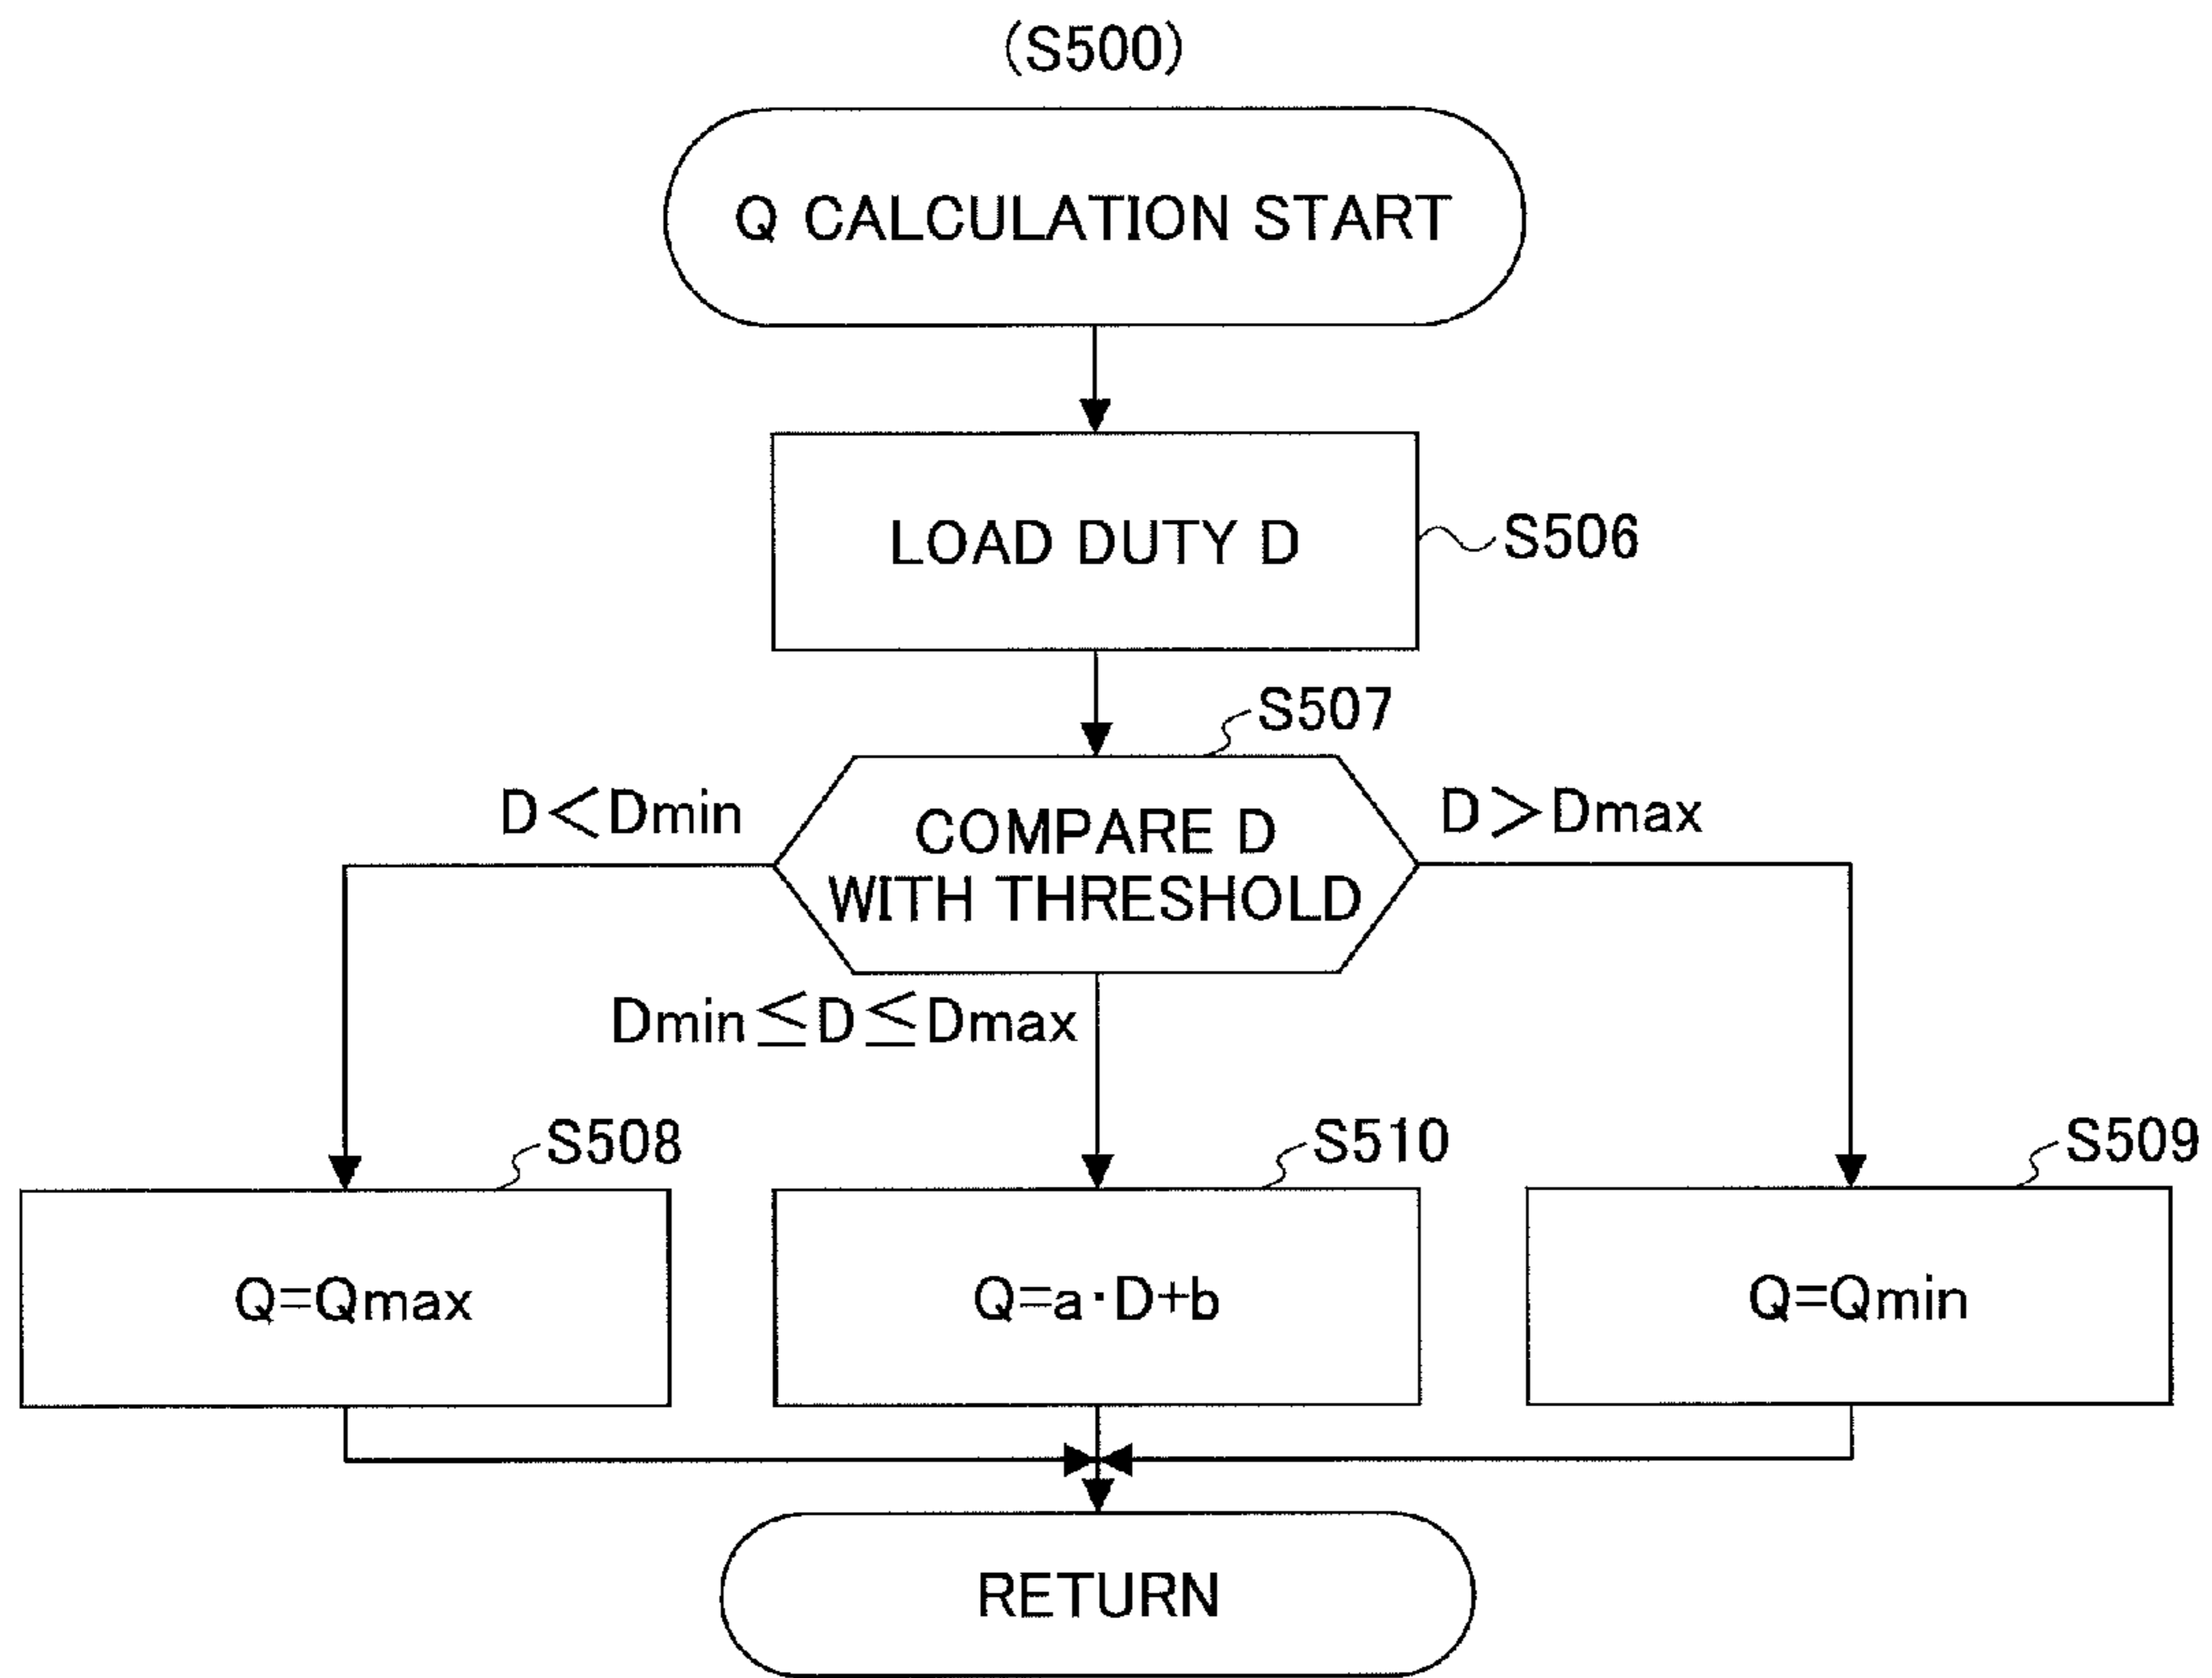 (S500)
Q CALCULATION START
LOAD DUTY D
S506
S507
D<Dmin
COMPARE D
WITH THRESHOLD
D>Dmax
Dmin≦D≦Dmax
S508
S510
S509
Q=Qmax
Q=a·D+b
Q=Qmin
RETURN